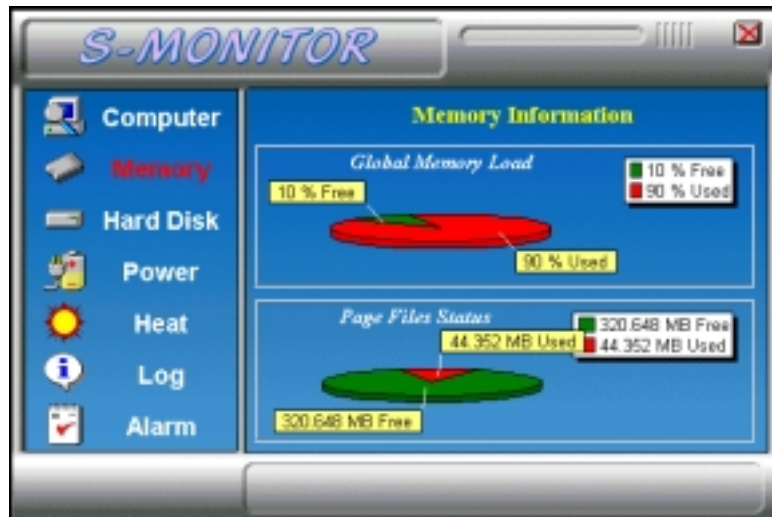 S-MONITOR
Computer
Memory
Hard Disk
Power
Heat
Log
Alarm
Memory Information
Global Memory Load
10 % Free
90 % Used
10 % Free
90 % Used
Page Files Status
320.648 MB Free
44.352 MB Used
44.352 MB Used
320.648 MB Free